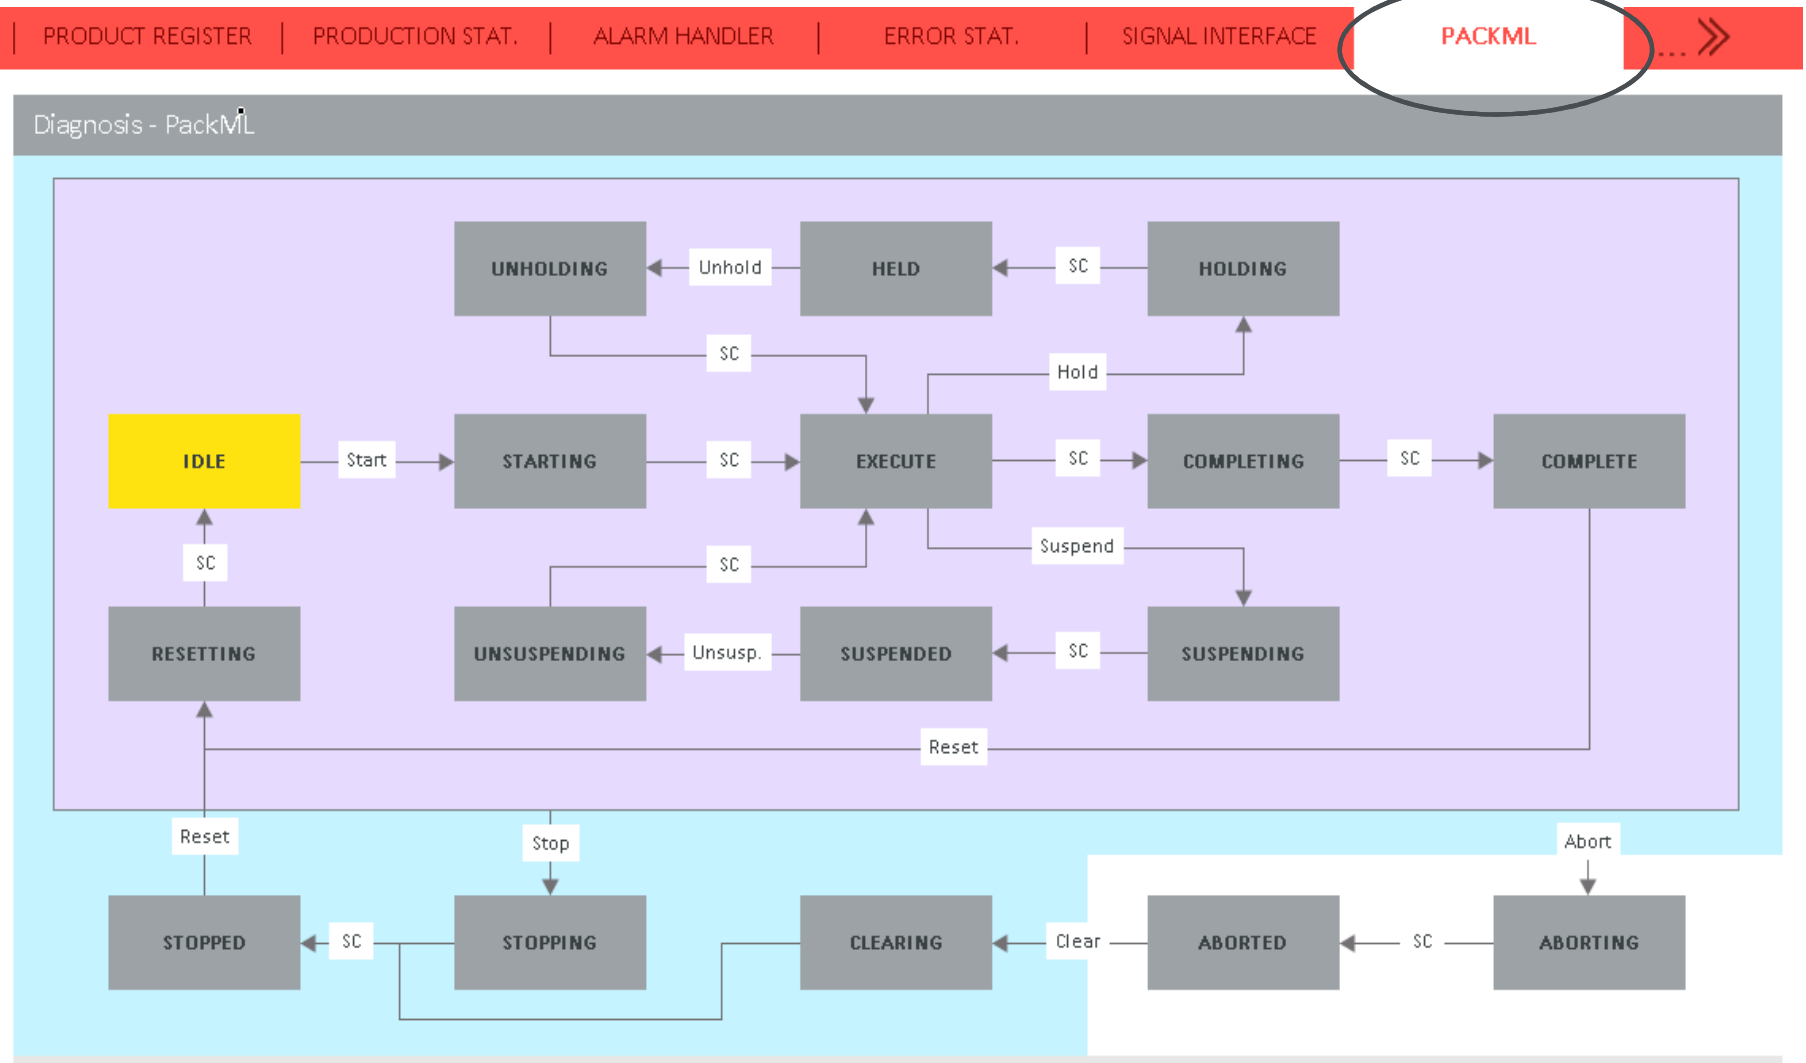 PRODUCT REGISTER
PRODUCTION STAT.
ALARM HANDLER
ERROR STAT.
SIGNAL INTERFACE
PACKML
...
Diagnosis - PackML
UNHOLDING
Unhold
HELD
SC
HOLDING
SC
Hold
IDLE
Start
STARTING
SC
EXECUTE
SC
COMPLETING
SC
COMPLETE
SC
SC
Suspend
RESETTING
UNSUSPENDING
Unsusp.
SUSPENDED
SC
SUSPENDING
Reset
Reset
Stop
Abort
STOPPED
SC
STOPPING
CLEARING
Clear
ABORTED
SC
ABORTING